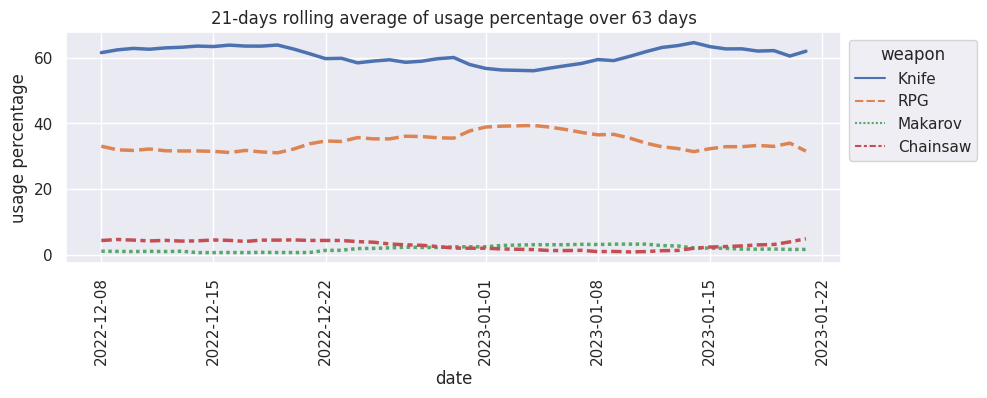 21-days rolling average of usage percentage over 63 days
usage percentage
60
40
20
0
2022-12-08
2022-12-15
2022-12-22
2023-01-01
2023-01-08
2023-01-15
2023-01-22
date
weapon
Knife
RPG
Makarov
Chainsaw